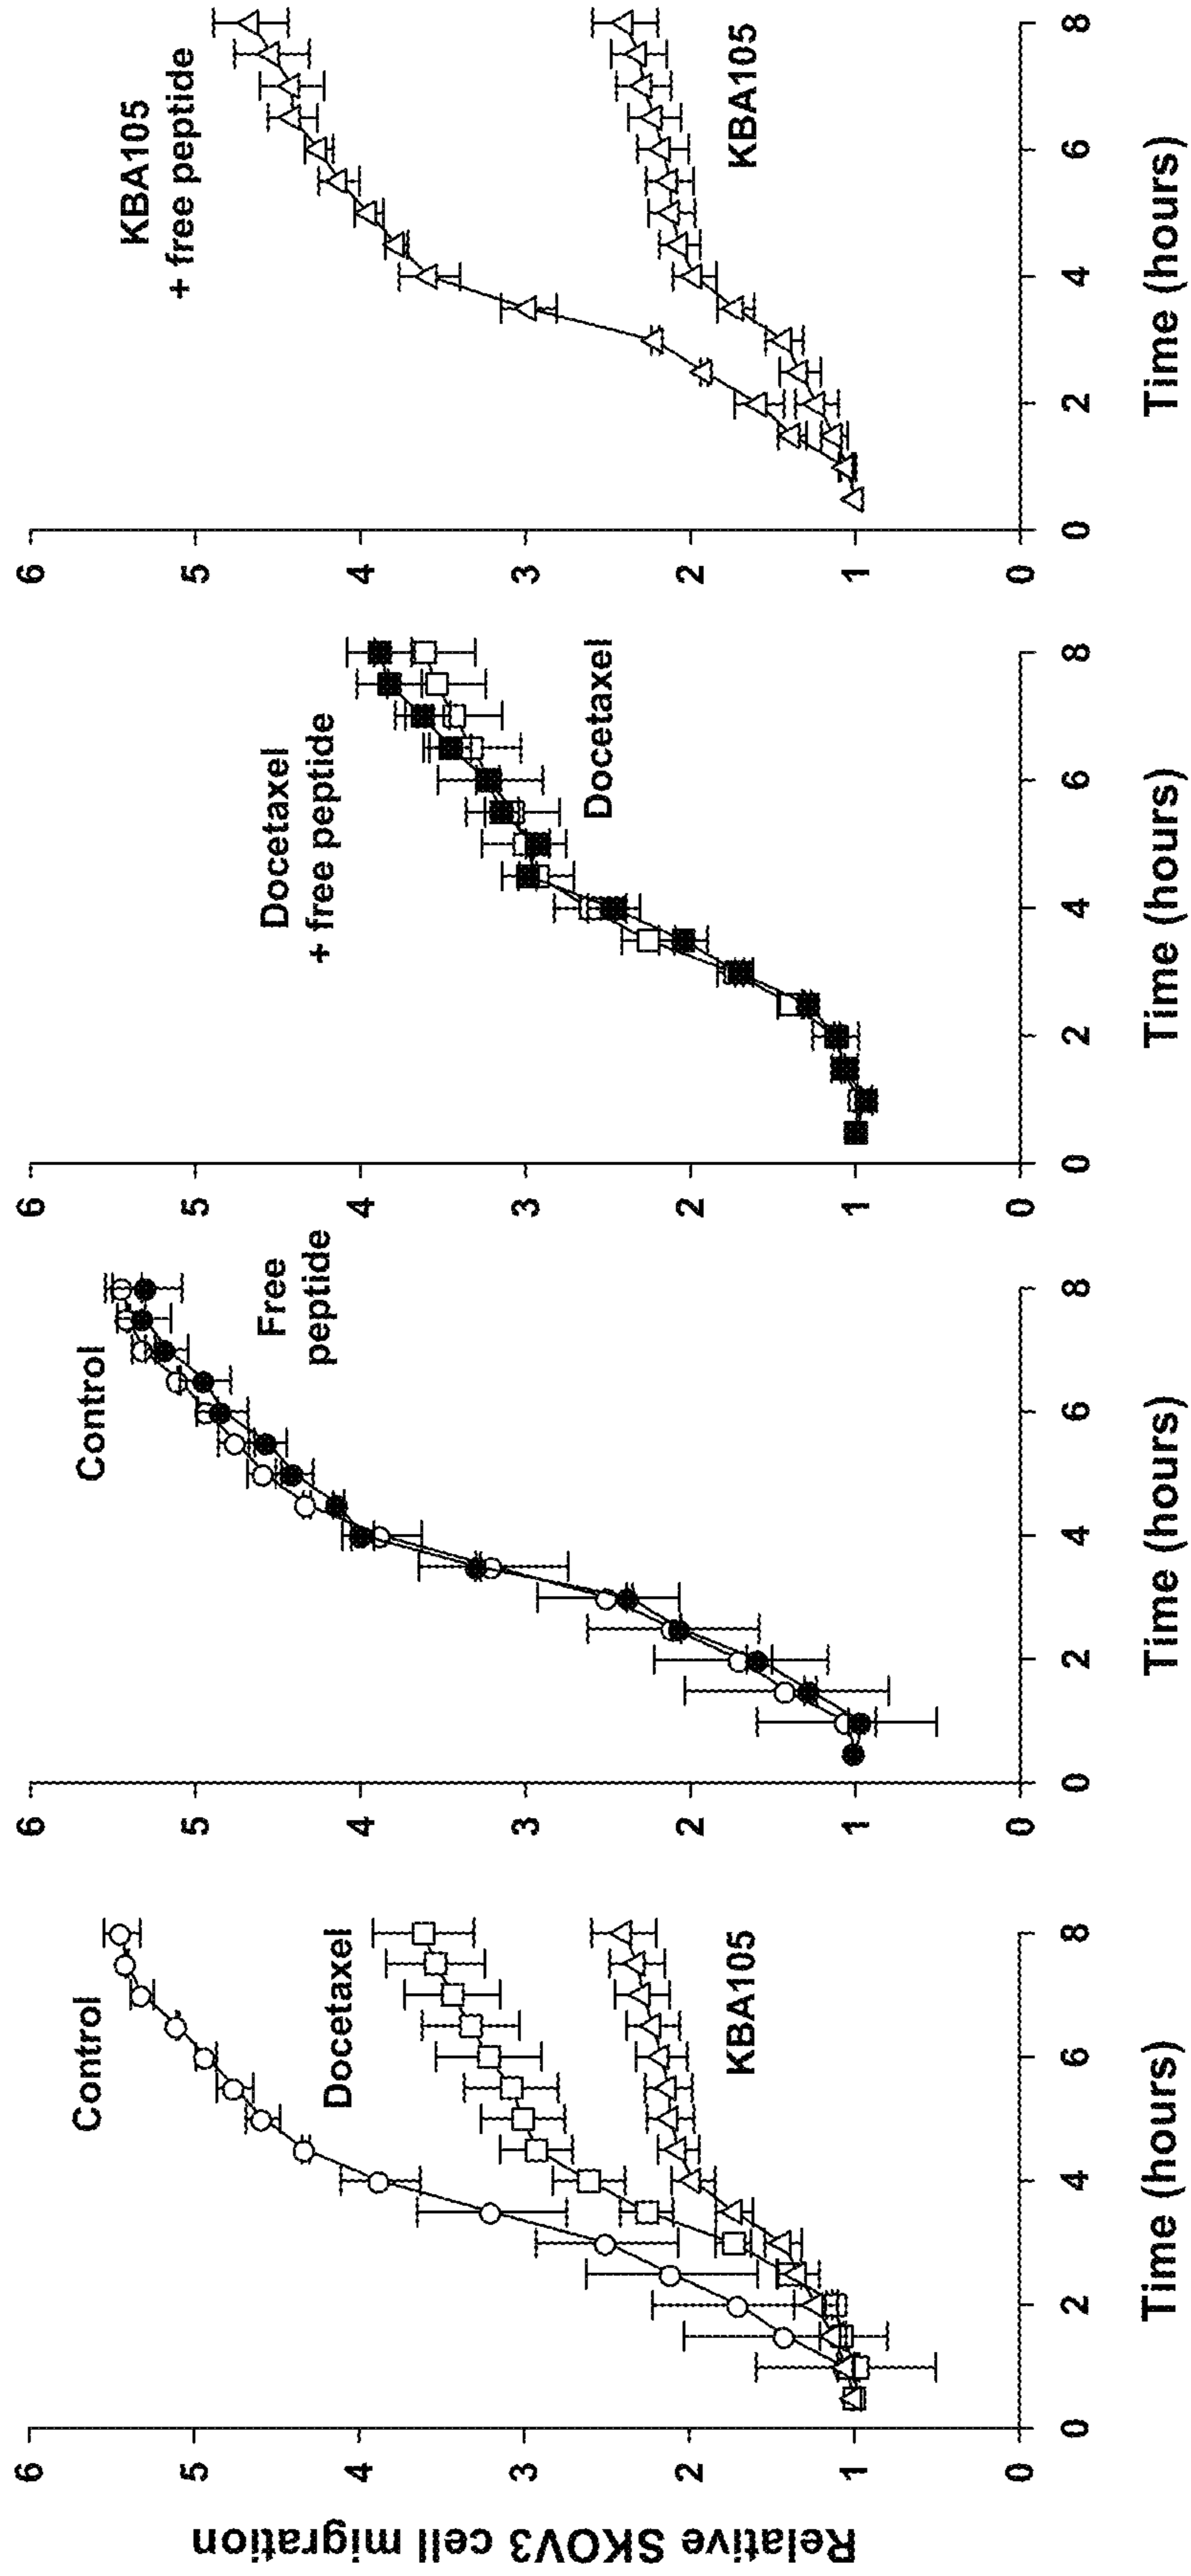 Relative SKOV3 cell migration
6
5
4
3
2
1
0
Control
Docetaxel
KBA105
0
2
4
6
8
Time (hours)
6
5
4
3
2
1
0
Control
Free
peptide
0
2
4
6
8
Time (hours)
6
5
4
3
2
1
0
Docetaxel
+ free peptide
Docetaxel
0
2
4
6
8
Time (hours)
6
5
4
3
2
1
0
KBA105
+ free peptide
KBA105
0
2
4
6
8
Time (hours)